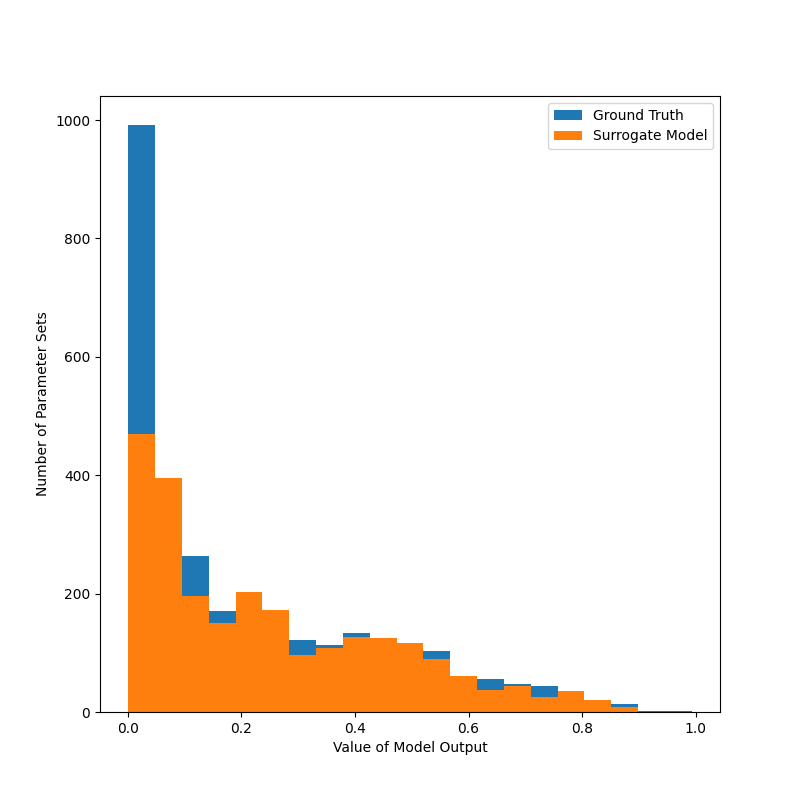 Ground Truth
Surrogate Model
1000
800
600
400
200
0
Number of Parameter Sets
0.0 0.2 0.4 0.6 0.8 1.0
Value of Model Output